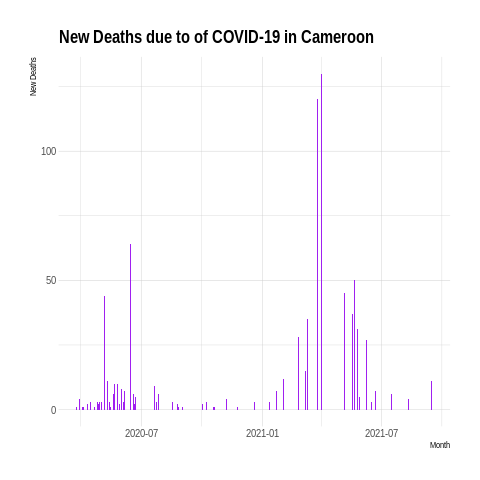 New Deaths due to of COVID-19 in Cameroon
New Deaths
100
50
0
2020-07
2021-01
2021-07
Month